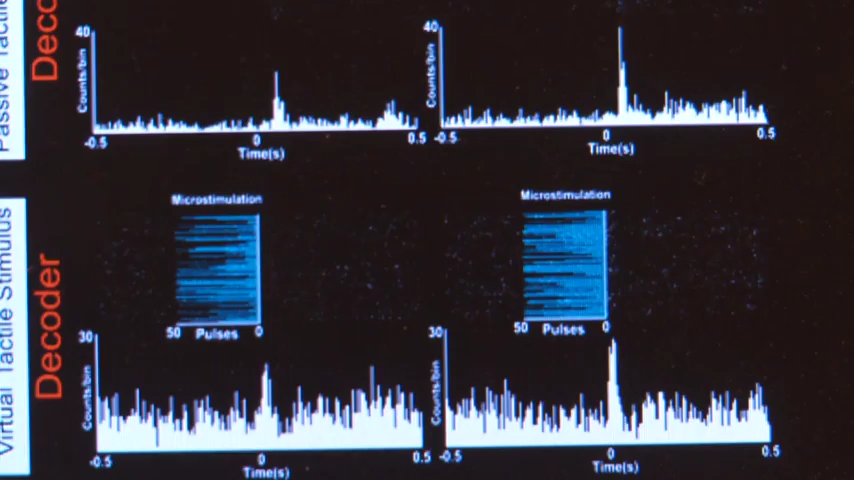 Passive Tactile
Deco
40
Counts/bin
-0.5
0
0.5
Time(s)
40
Counts/bin
-0.5
0
0.5
Time(s)
Virtual Tactile Stimulus
Decoder
Microstimulation
50
Pulses
0
30
Counts/bin
-0.5
0
0.5
Time(s)
Microstimulation
50
Pulses
0
30
Counts/bin
-0.5
0
0.5
Time(s)